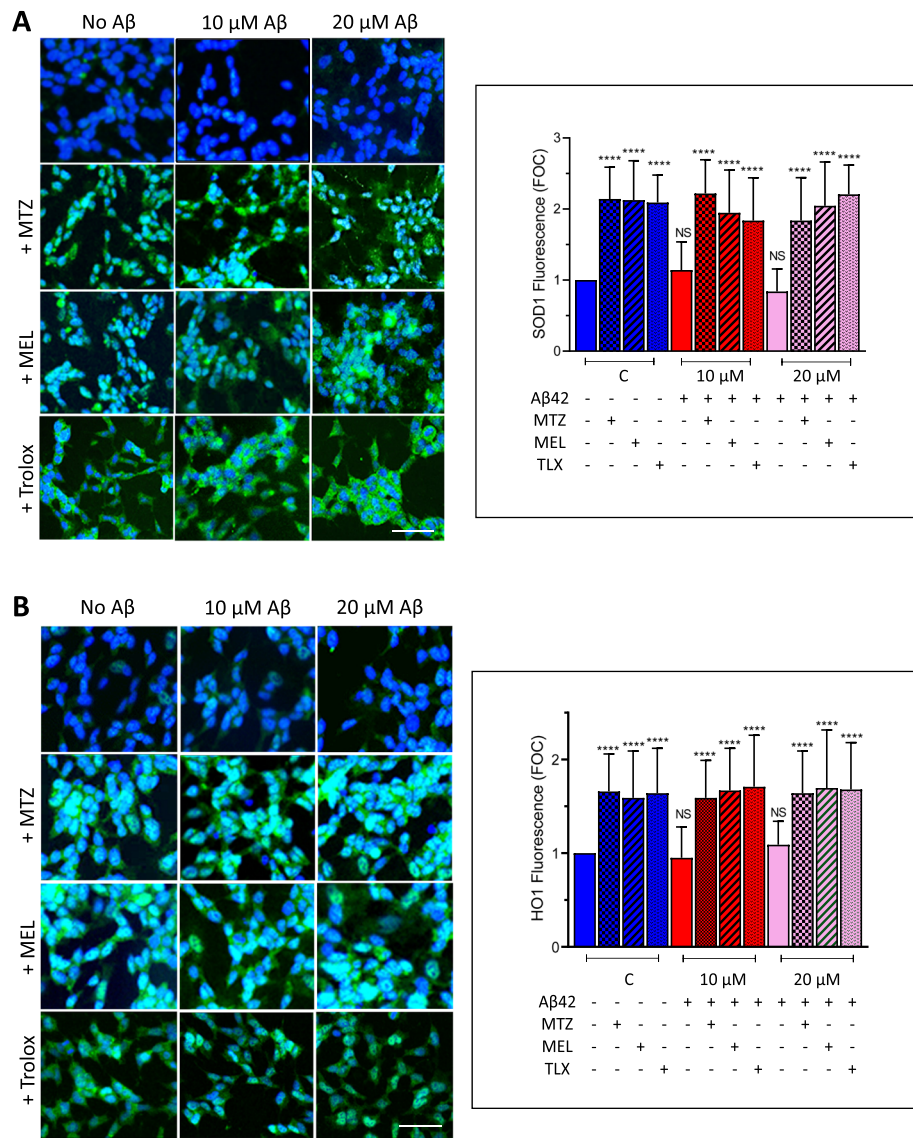 A
No Aβ 10 µM Aβ 20 µM Aβ
+ MTZ
+ MEL
+ Trolox
SOD1 Fluorescence (FOC)
3
2
1
0
**** **** **** NS **** **** **** NS **** **** ****
C 10 µM 20 µM
Aβ42 - - - - + + + + + + + +
MTZ - + - - - + - - - + - -
MEL - - + - - - + - - - + -
TLX - - - + - - - + - - - +
B
No Aβ 10 µM Aβ 20 µM Aβ
+ MTZ
+ MEL
+ Trolox
HO1 Fluorescence (FOC)
2
1
0
**** **** **** NS **** **** **** NS **** **** ****
C 10 µM 20 µM
Aβ42 - - - - + + + + + + + +
MTZ - + - - - + - - - + - -
MEL - - + - - - + - - - + -
TLX - - - + - - - + - - - +